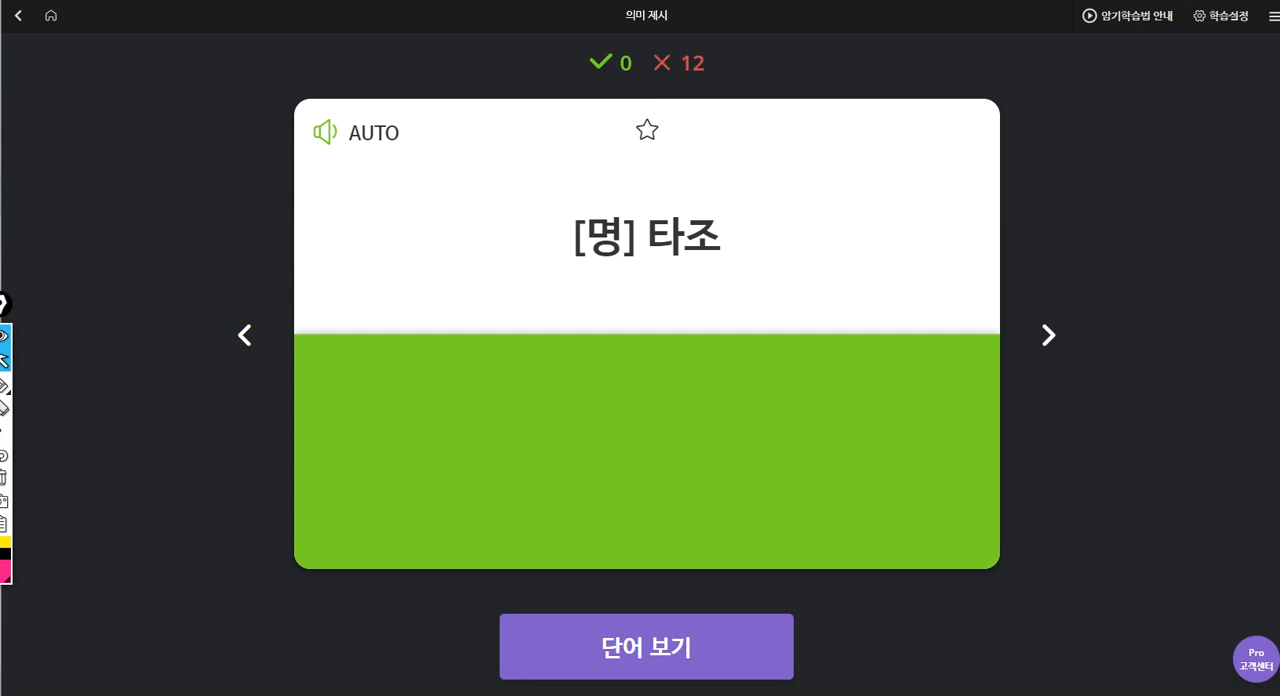 의미 제시
암기학습법 안내
학습설정
0 12
AUTO
[명] 타조
단어 보기
Pro
고객센터